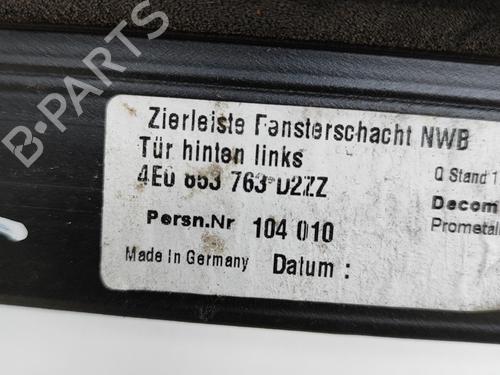 Zierleiste Fensterschacht NWB
Tür hinten links
4E0 853 763 D2ZZ
Q Stand 1
Decom
Persn.Nr 104 010
Prometall
Made In Germany Datum :
B-PARTS